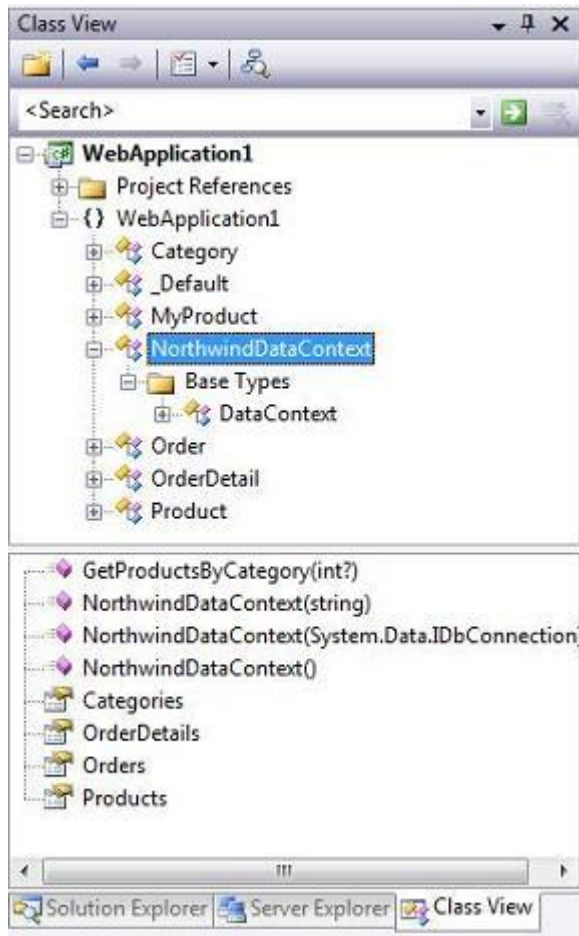 Class View
<Search>
WebApplication1
Project References
{} WebApplication1
Category
_Default
MyProduct
NorthwindDataContext
Base Types
DataContext
Order
OrderDetail
Product
GetProductsByCategory(int?)
NorthwindDataContext(string)
NorthwindDataContext(System.Data.IDbConnection)
NorthwindDataContext()
Categories
OrderDetails
Orders
Products
Solution Explorer Server Explorer Class View